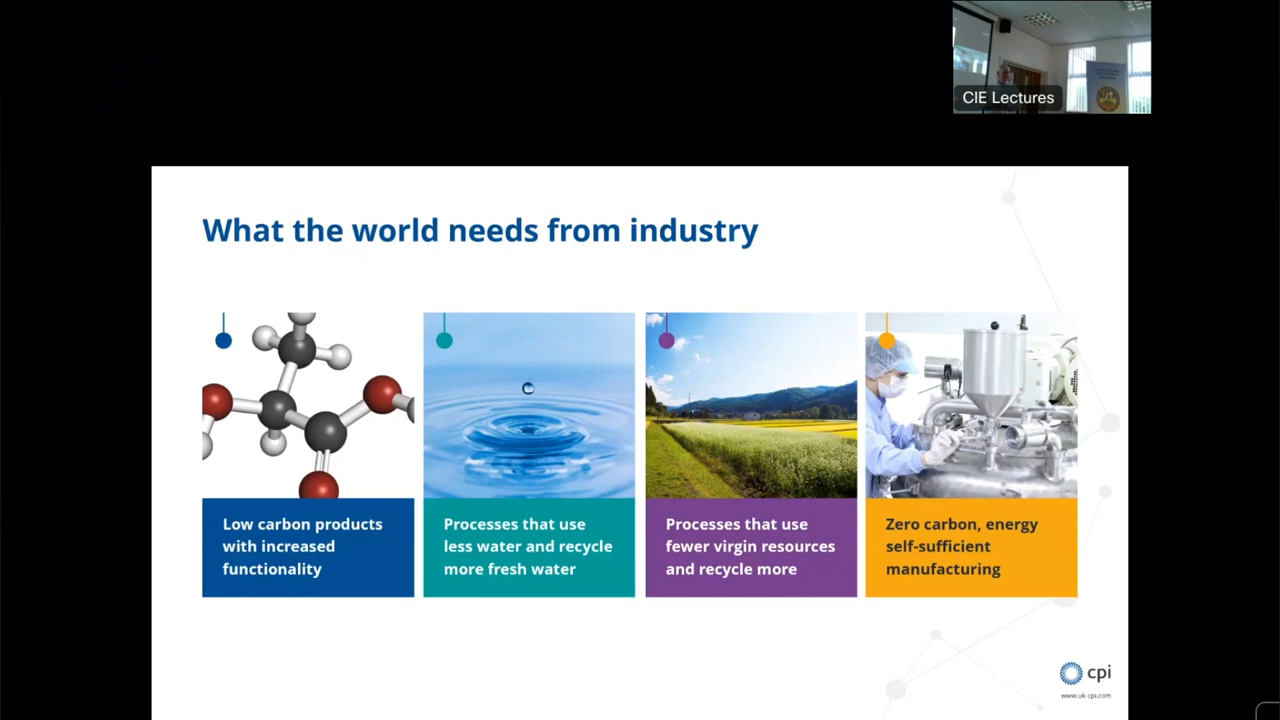 CIE Lectures
What the world needs from industry
Low carbon products
with increased
functionality
Processes that use
less water and recycle
more fresh water
Processes that use
fewer virgin resources
and recycle more
Zero carbon, energy
self-sufficient
manufacturing
cpi
www.uk-cpi.com